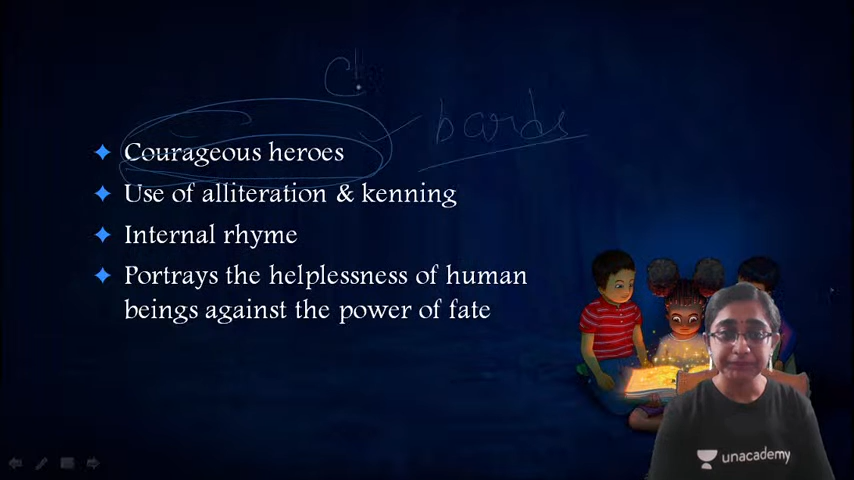 bards
Courageous heroes
Use of alliteration & kenning
Internal rhyme
Portrays the helplessness of human
beings against the power of fate
unacademy